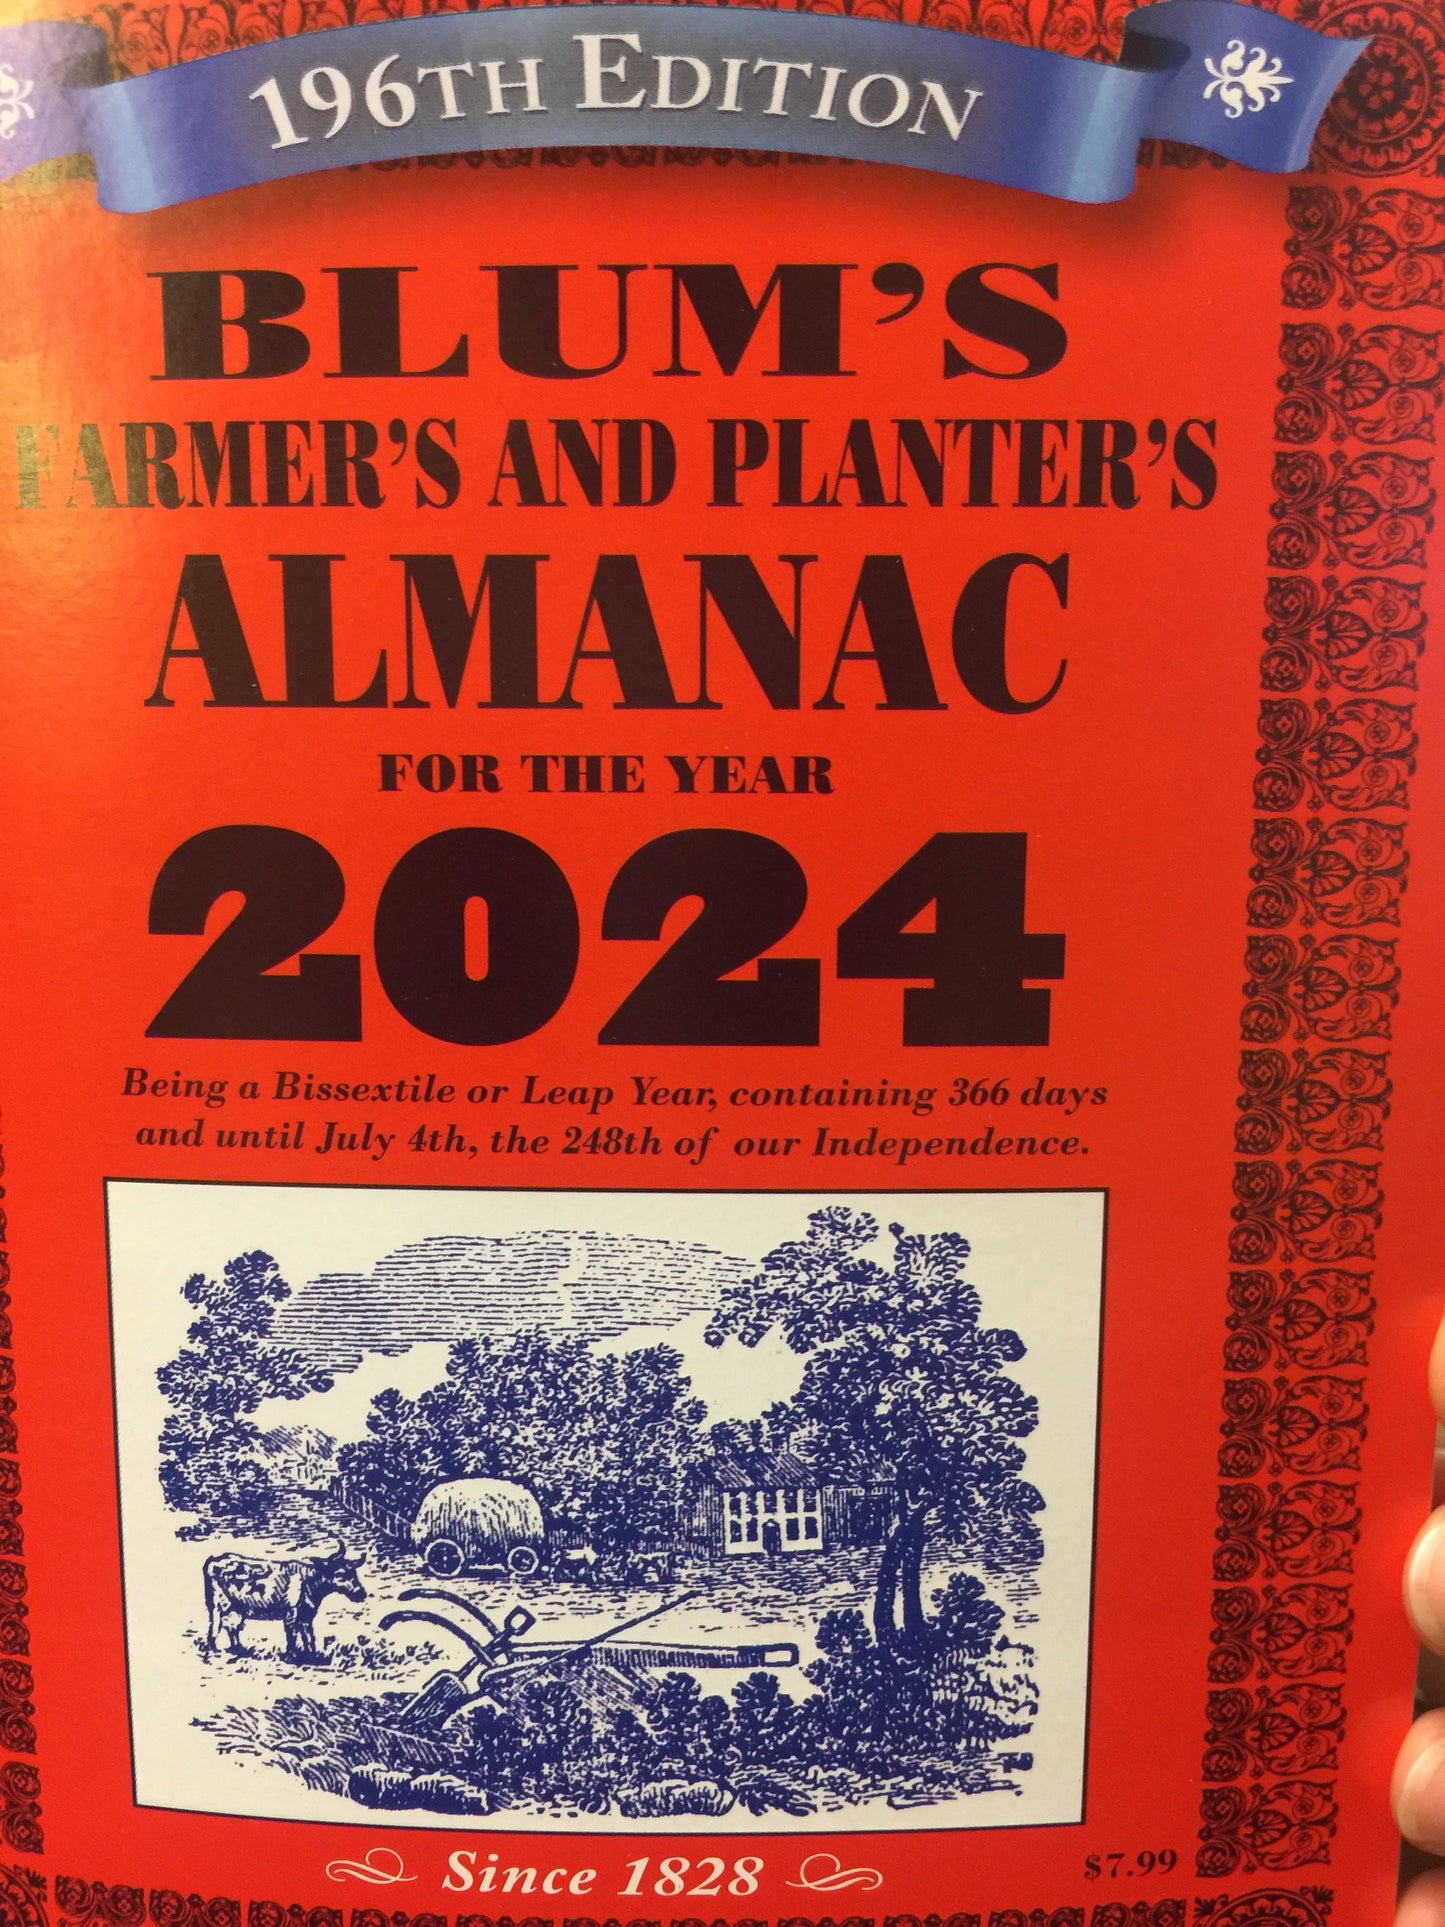 196TH EDITION
BLUM'S
FARMER'S AND PLANTER'S
ALMANAC
FOR THE YEAR
2024
Being a Bissextile or Leap Year, containing 366 days
and until July 4th, the 248th of our Independence.
Since 1828
$7.99